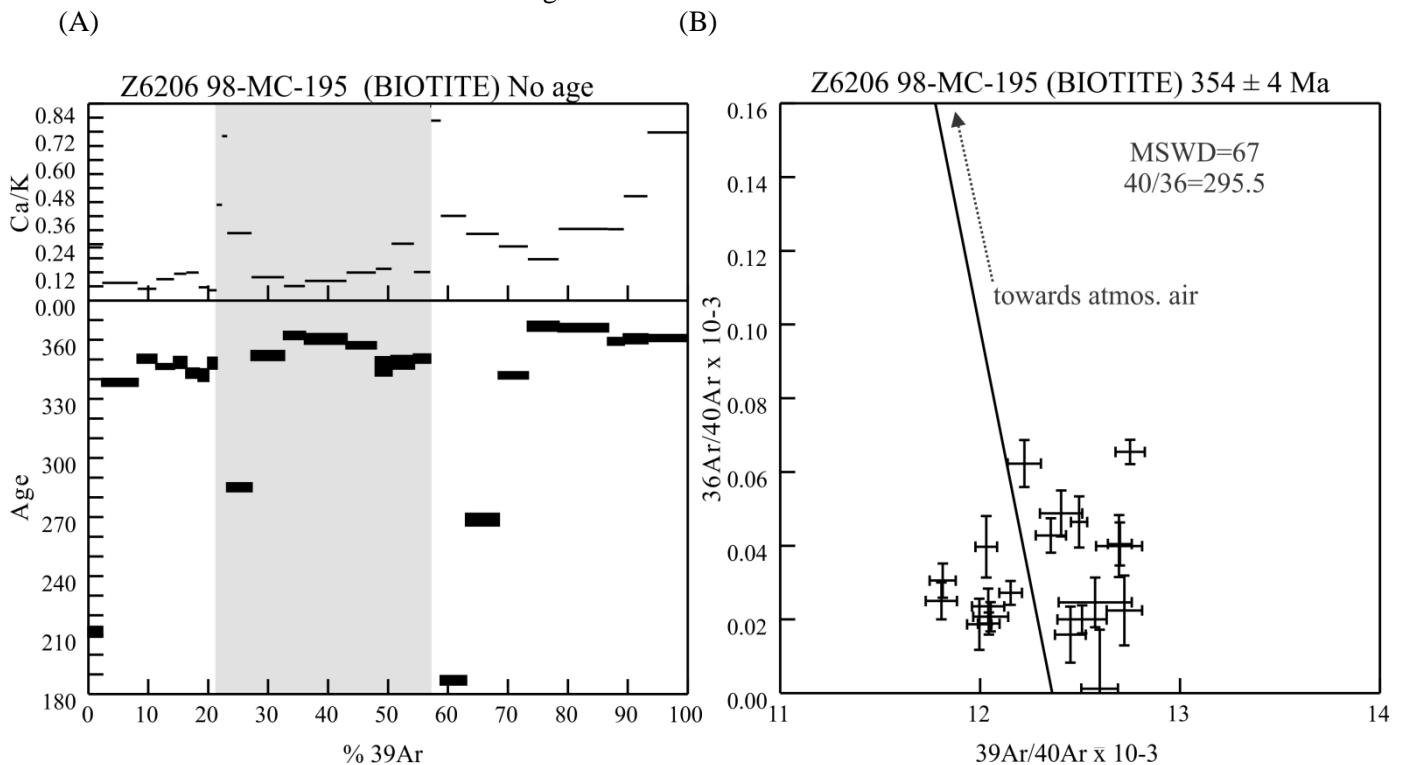 (A)
(B)
Z6206 98-MC-195 (BIOTITE) No age
Ca/K
0.84
0.72
0.60
0.48
0.36
0.24
0.12
0.00
Age
360
330
300
270
240
210
180
0 10 20 30 40 50 60 70 80 90 100
% 39Ar
Z6206 98-MC-195 (BIOTITE) 354 ± 4 Ma
MSWD=67
40/36=295.5
towards atmos. air
36Ar/40Ar x 10-3
0.16
0.14
0.12
0.10
0.08
0.06
0.04
0.02
0.00
11 12 13 14
39Ar/40Ar x̄ 10-3